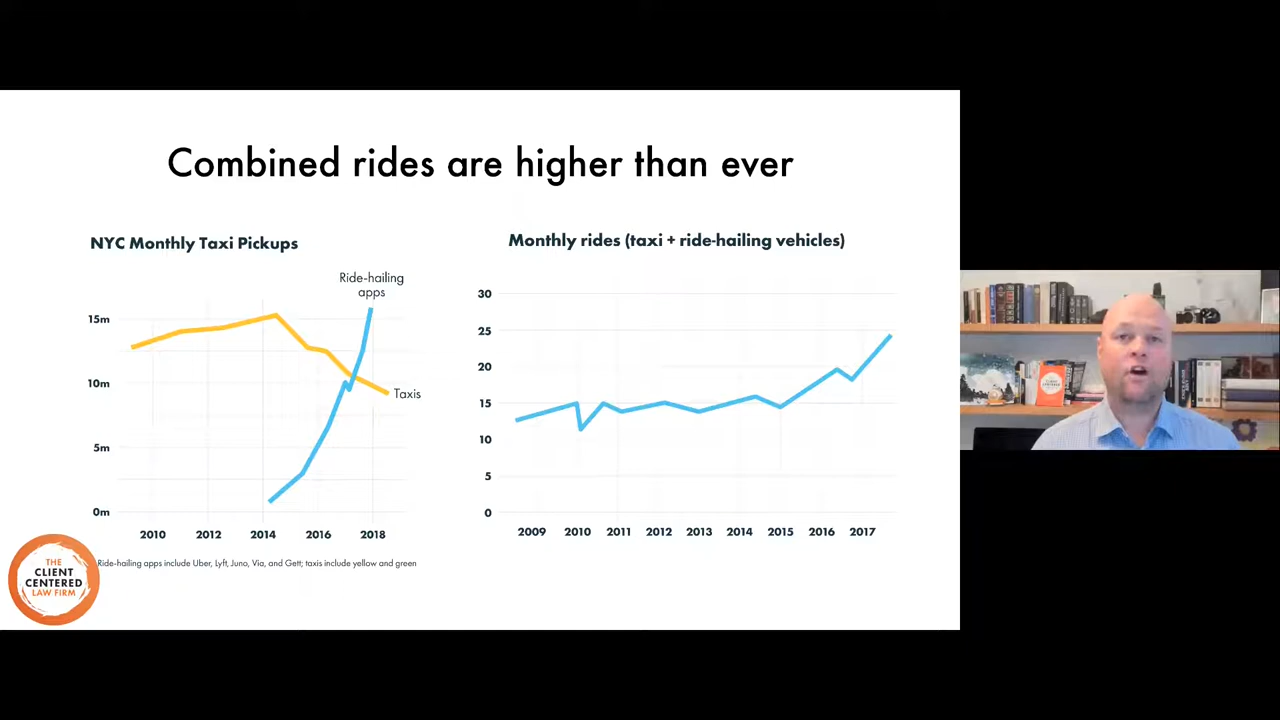 Combined rides are higher than ever
NYC Monthly Taxi Pickups
Ride-hailing
apps
15m
10m
5m
0m
Taxis
2010 2012 2014 2016 2018
Ride-hailing apps include Uber, Lyft, Juno, Via, and Gett; taxis include yellow and green
Monthly rides (taxi + ride-hailing vehicles)
30
25
20
15
10
5
0
2009 2010 2011 2012 2013 2014 2015 2016 2017
THE
CLIENT
CENTERED
LAW FIRM
CLIENT
CENTERED